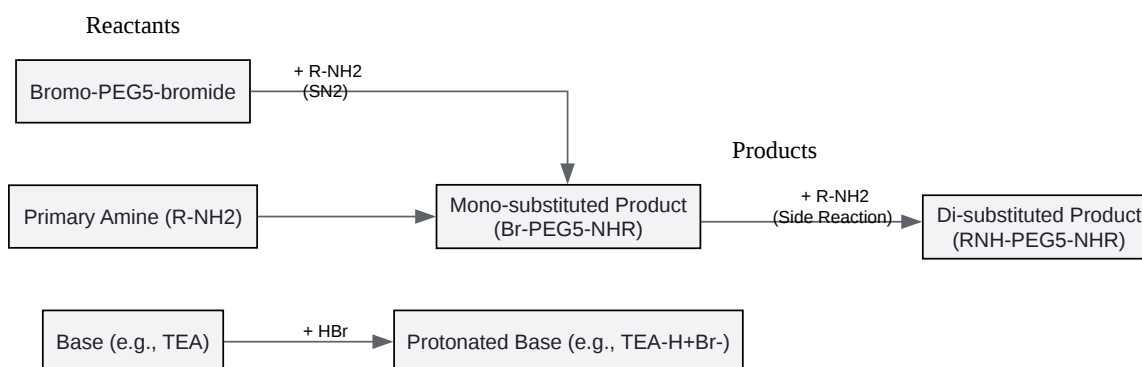 Reactants
Bromo-PEG5-bromide
+ R-NH2
(SN2)
Products
Primary Amine (R-NH2)
Mono-substituted Product
(Br-PEG5-NHR)
+ R-NH2
(Side Reaction)
Di-substituted Product
(RNH-PEG5-NHR)
Base (e.g., TEA)
+ HBr
Protonated Base (e.g., TEA-H+Br-)